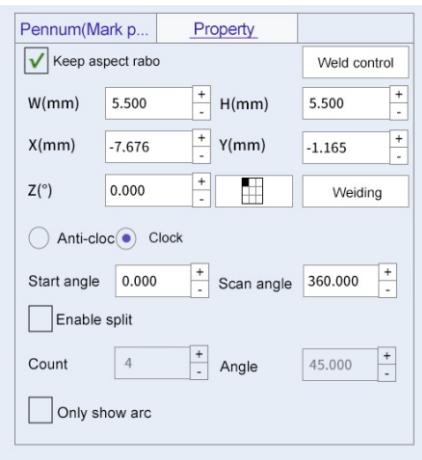 Pennum(Mark p... Property
Keep aspect rabo Weld control
W(mm) 5.500 + - H(mm) 5.500 + -
X(mm) -7.676 + - Y(mm) -1.165 + -
Z(°) 0.000 + - Weiding
Anti-cloc Clock
Start angle 0.000 + - Scan angle 360.000 + -
Enable split
Count 4 + - Angle 45.000 + -
Only show arc